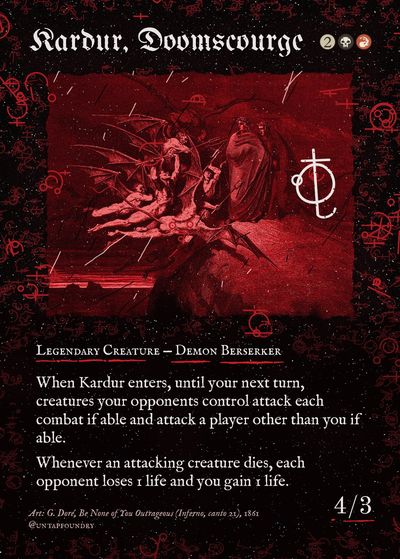 Kardur, Doomscourge 2
Legendary Creature – Demon Berserker
When Kardur enters, until your next turn,
creatures your opponents control attack each
combat if able and attack a player other than you if
able.
Whenever an attacking creature dies, each
opponent loses 1 life and you gain 1 life.
4/3
Art: G. Doré, Be None of You Outrageous (Inferno, canto 21), 1861
@untapfoundry